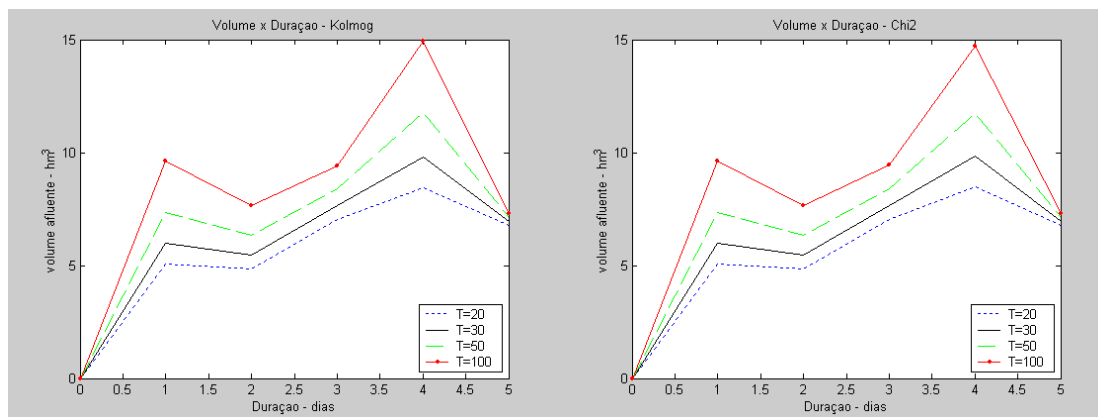 Volume x Duraçao - Kolmog
15
10
5
0
volume afluente - hm³
0 0.5 1 1.5 2 2.5 3 3.5 4 4.5 5
Duraçao - dias
T=20
T=30
T=50
T=100
Volume x Duraçao - Chi2
15
10
5
0
volume afluente - hm³
0 0.5 1 1.5 2 2.5 3 3.5 4 4.5 5
Duraçao - dias
T=20
T=30
T=50
T=100